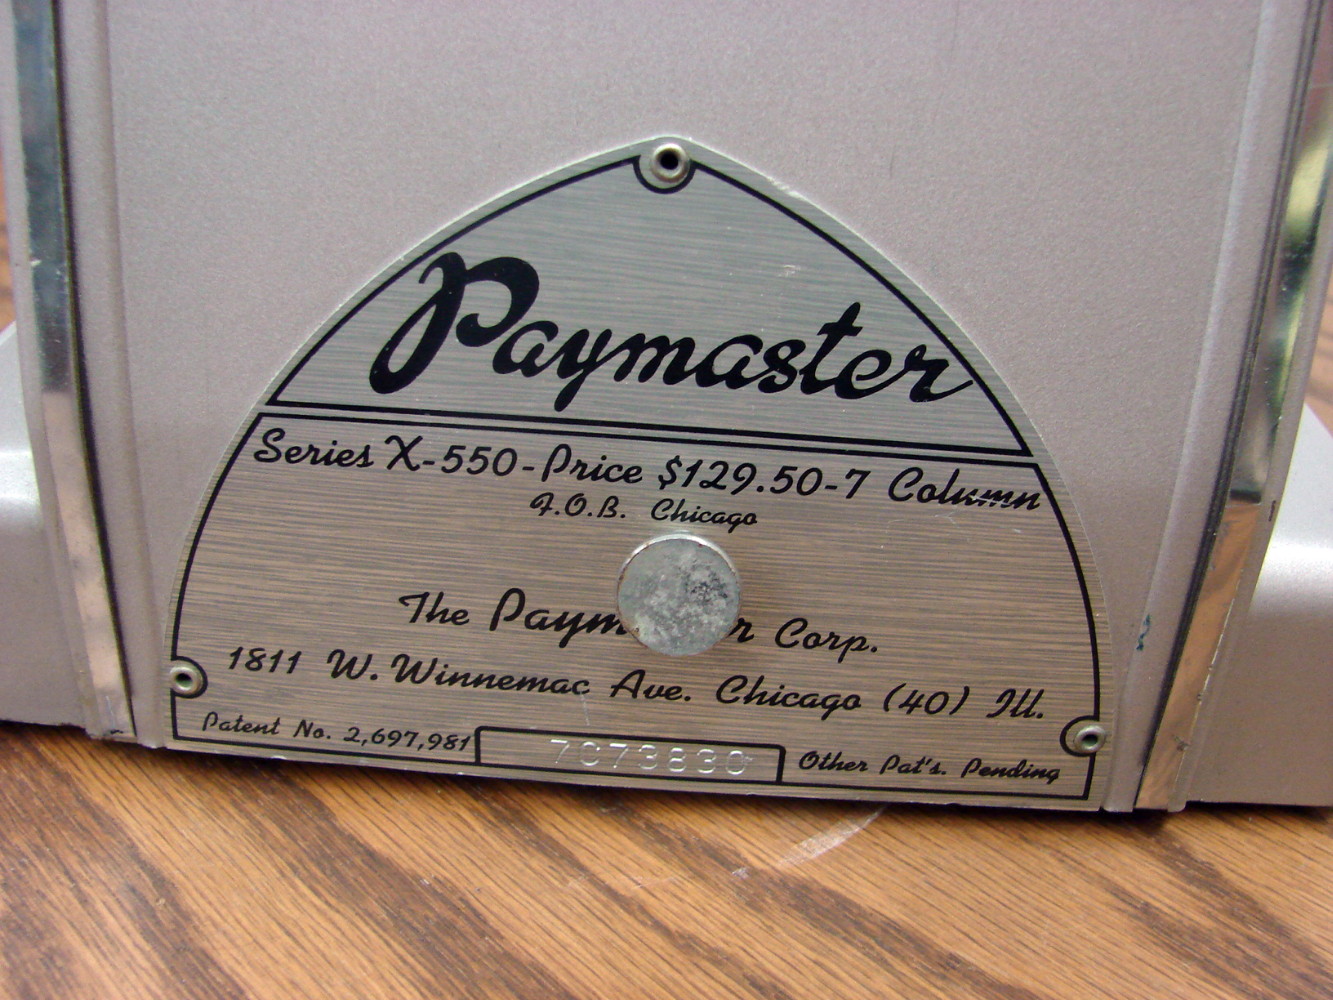 Paymaster
Series X-550-Price $129.50-7 Column
F.O.B. Chicago
The Corp.
1811 W. Winnemac Ave. Chicago (40) Ill.
Patent No. 2,697,981
7C73830
Other Pat's. Pending